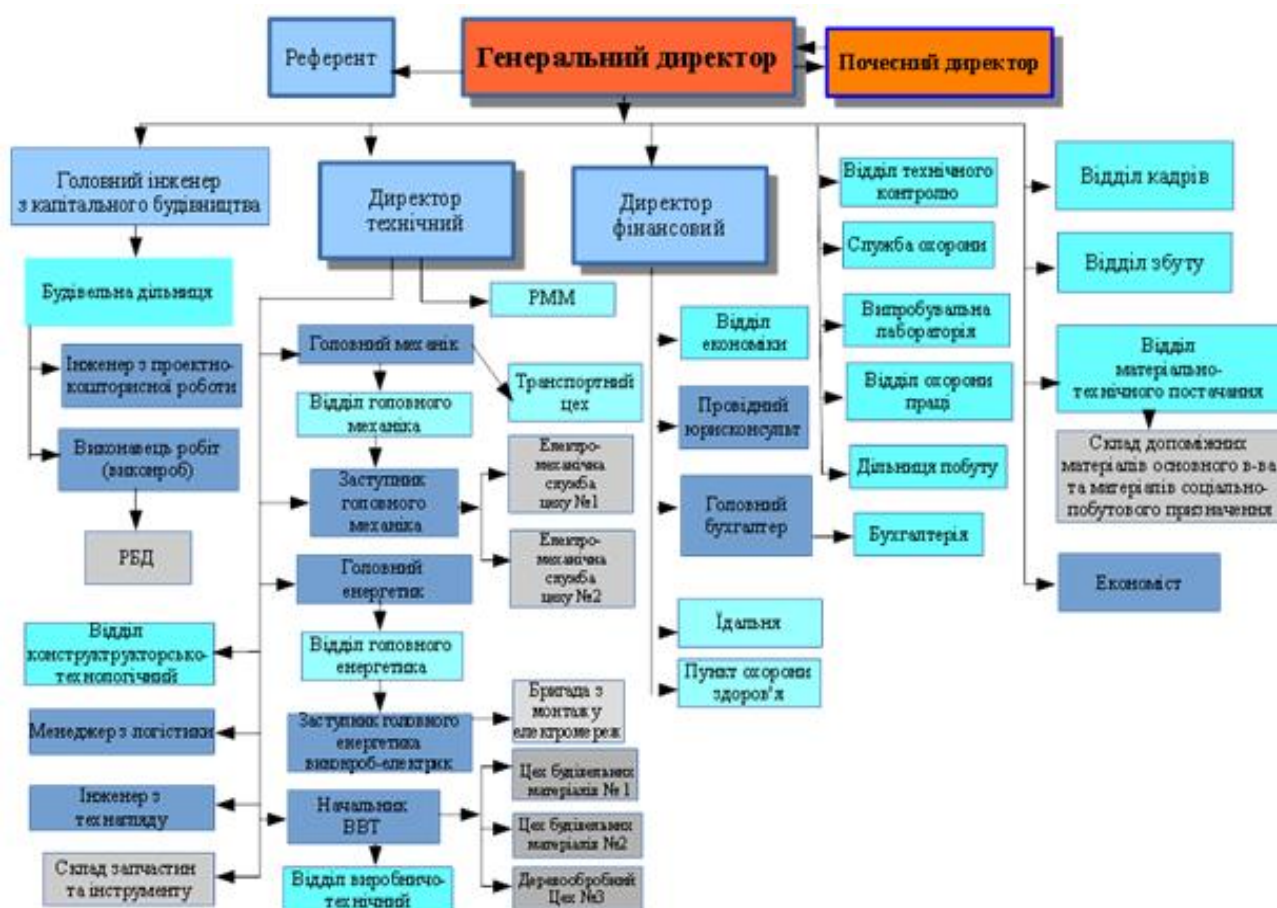 Референт
Генеральний директор
Почесний директор
Головний інженер
з капітального будівництва
Директор
технічний
Директор
фінансовий
Відділ технічного
контролю
Відділ кадрів
Служба охорони
Відділ збуту
Будівельна дільниця
РММ
Випробувальна
лабораторія
Відділ
економіки
Головний механік
Відділ
матеріально-
технічного постачання
Інженер з проектно-
кошторисної роботи
Транспортний
цех
Відділ охорони
праці
Відділ головного
механіка
Провідний
юрисконсульт
Виконавець робіт
(виконроб)
Електро-
механічна
служба
цеху №1
Склад допоміжних
матеріалів основного в-ва
та матеріалів соціально-
побутового призначення
Заступник
головного
механіка
Дільниця побуту
Головний
бухгалтер
Бухгалтерія
РБД
Електро-
механічна
служба
цеху №2
Головний
енергетик
Економіст
Відділ
конструктрукторсько-
технологічний
Відділ головного
енергетика
Їдальня
Пункт охорони
здоров'я
Бригада з
монтажу
електромереж
Менеджер з логістики
Заступник головного
енергетика
виконроб-електрик
Цех будівельних
матеріалів №1
Інженер з
технагляду
Начальник
ВВТ
Цех будівельних
матеріалів №2
Склад запчастин
та інструменту
Відділ виробничо-
технічний
Деревообробний
Цех №3